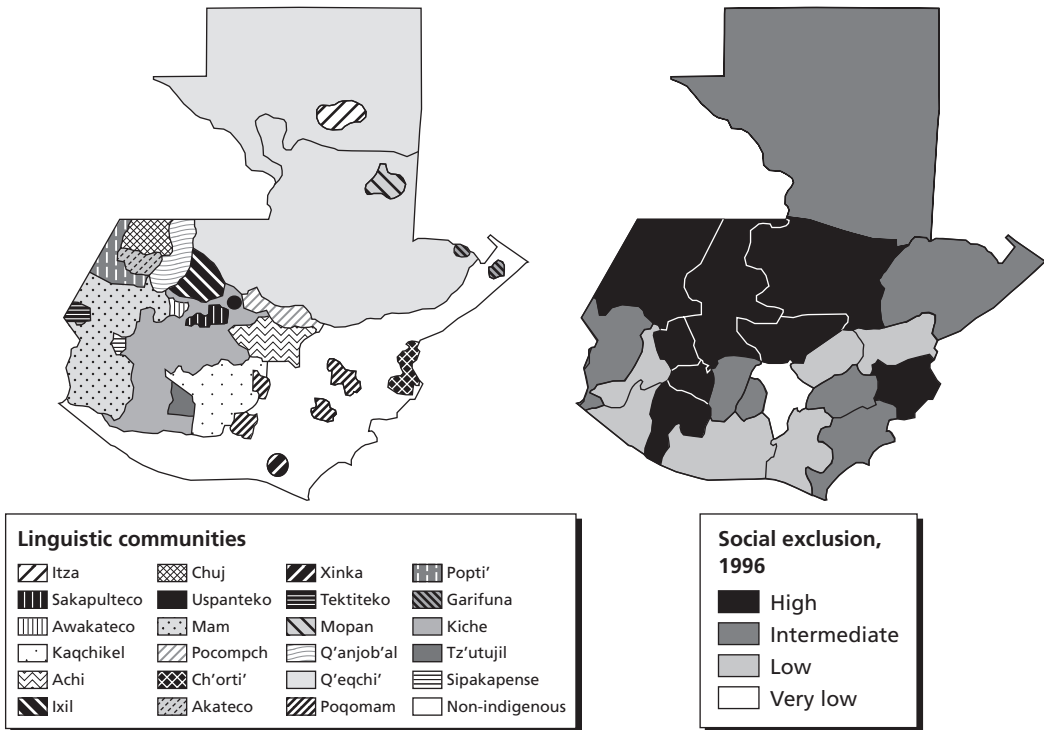 Linguistic communities
Itza Chuj Xinka Popti'
Sakapulteco Uspanteko Tektiteko Garifuna
Awakateco Mam Mopan Kiche
Kaqchikel Pocompch Q'anjob'al Tz'utujil
Achi Ch'orti' Q'eqchi' Sipakapense
Ixil Akateco Poqomam Non-indigenous
Social exclusion,
1996
High
Intermediate
Low
Very low